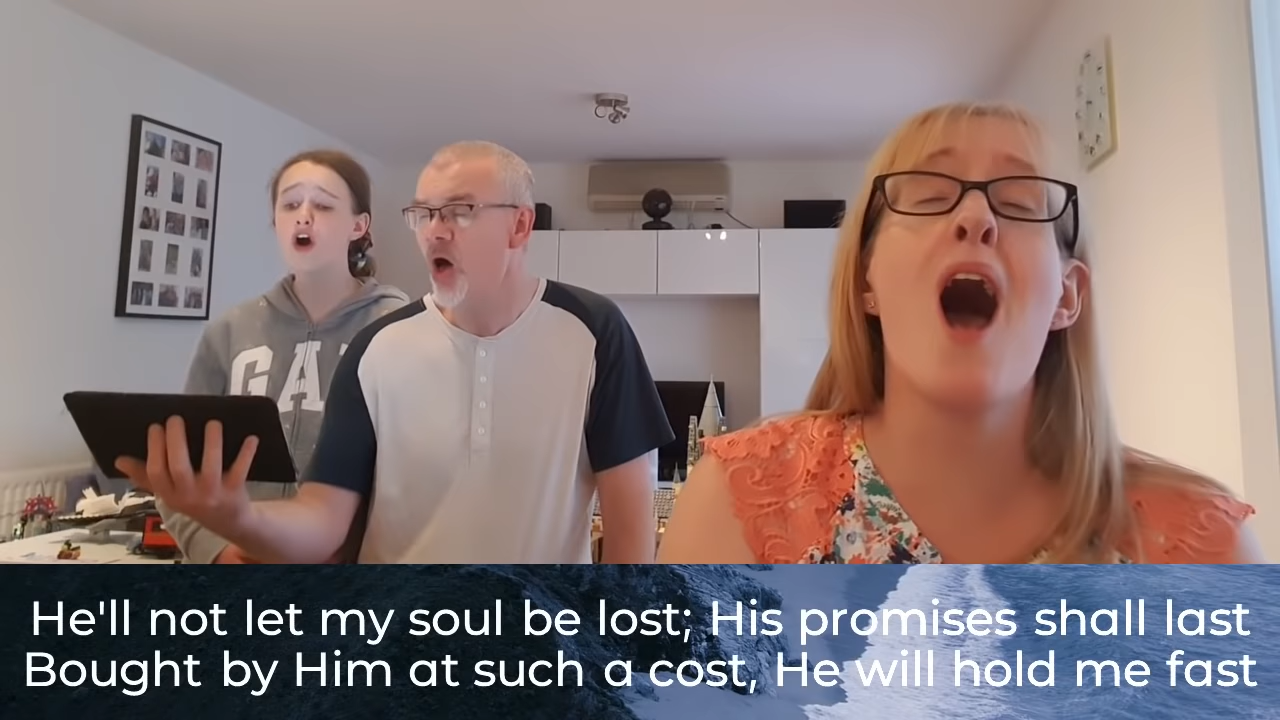 GA
He'll not let my soul be lost; His promises shall last
Bought by Him at such a cost, He will hold me fast